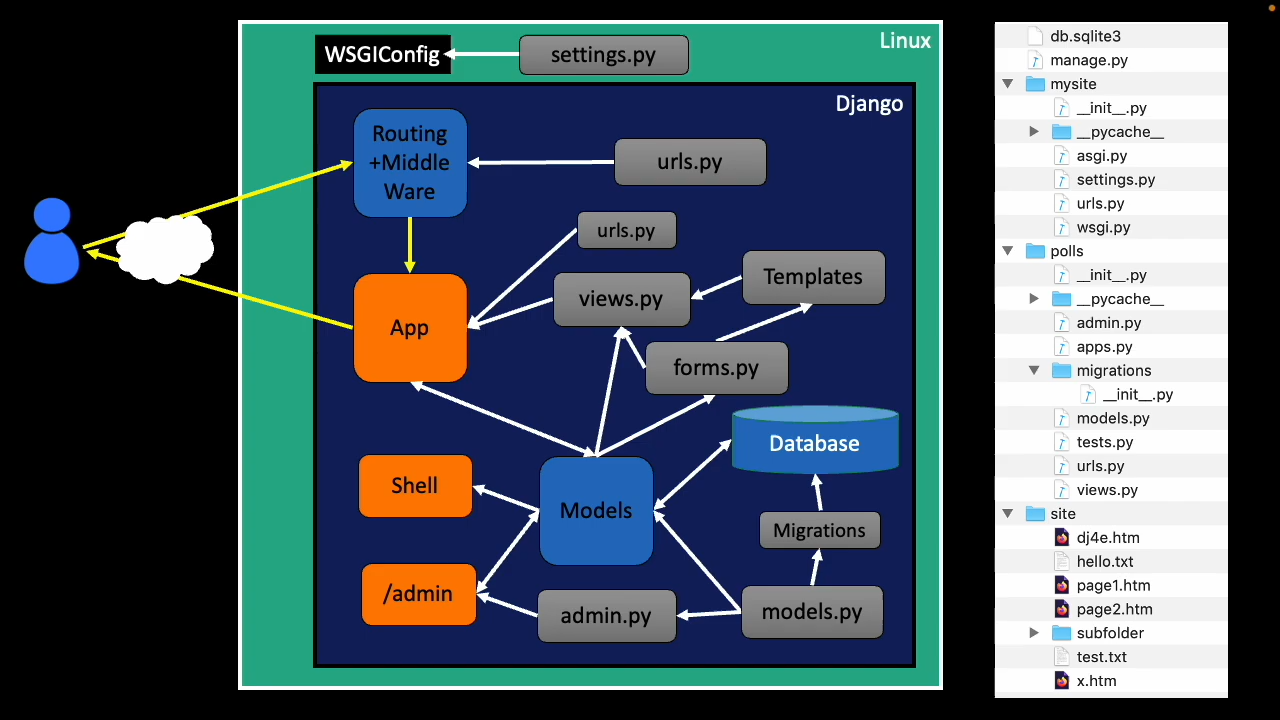 Linux
WSGIConfig
settings.py
Django
Routing
+Middle
Ware
urls.py
urls.py
views.py
Templates
App
forms.py
Database
Shell
Models
Migrations
/admin
admin.py
models.py
db.sqlite3
manage.py
mysite
__init__.py
__pycache__
asgi.py
settings.py
urls.py
wsgi.py
polls
__init__.py
__pycache__
admin.py
apps.py
migrations
__init__.py
models.py
tests.py
urls.py
views.py
site
dj4e.htm
hello.txt
page1.htm
page2.htm
subfolder
test.txt
x.htm